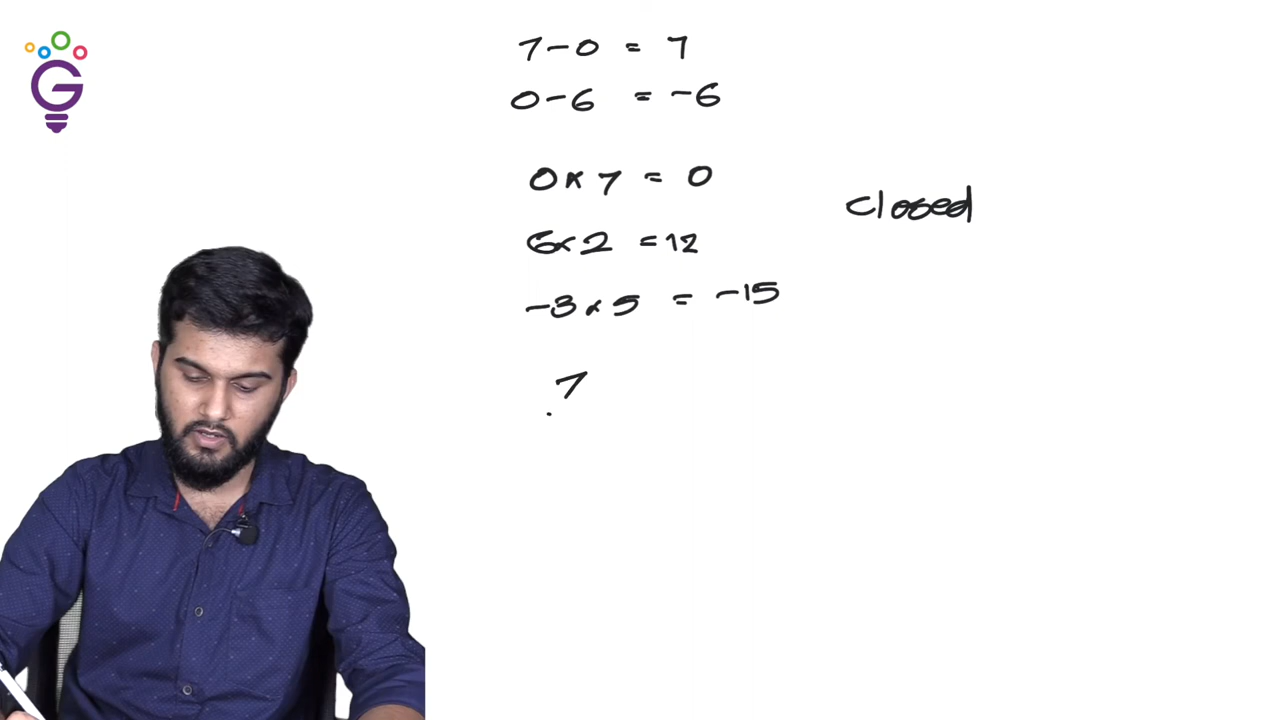 G
7-0 = 7
0-6 = -6
0×7 = 0
closed
6×2 = 12
-3×5 = -15
7